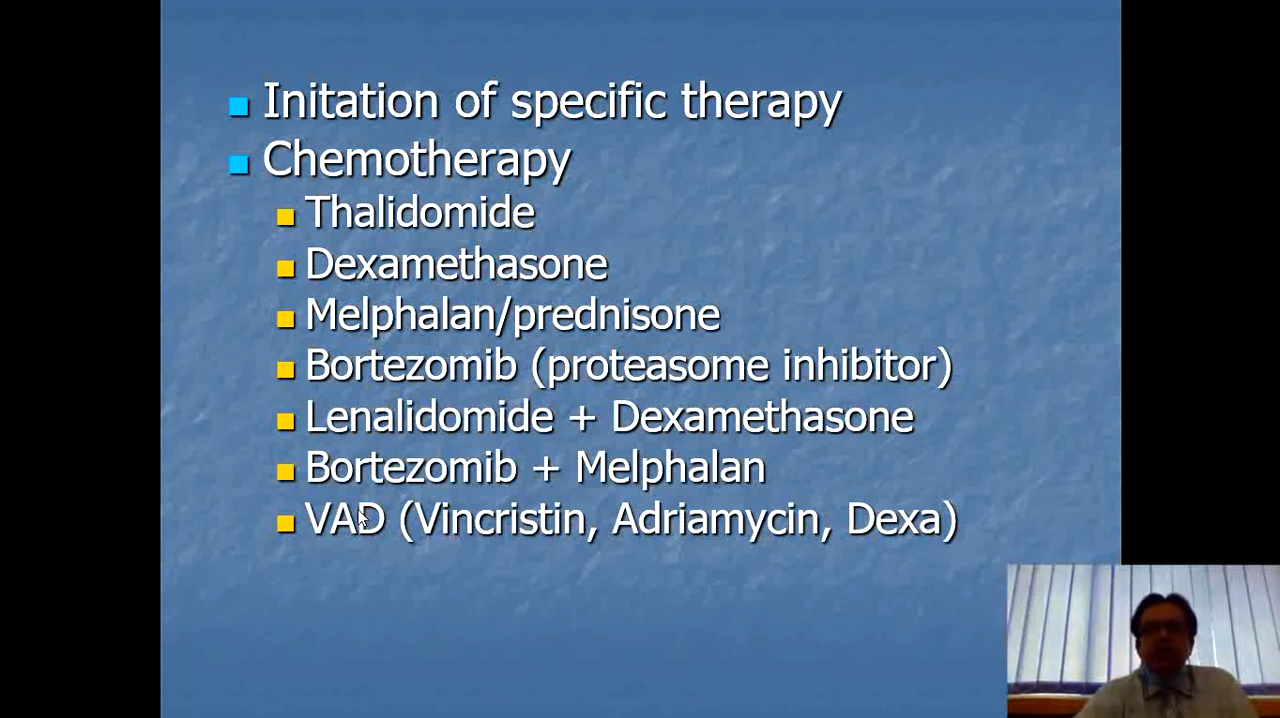 Initation of specific therapy
Chemotherapy
Thalidomide
Dexamethasone
Melphalan/prednisone
Bortezomib (proteasome inhibitor)
Lenalidomide + Dexamethasone
Bortezomib + Melphalan
VAD (Vincristin, Adriamycin, Dexa)